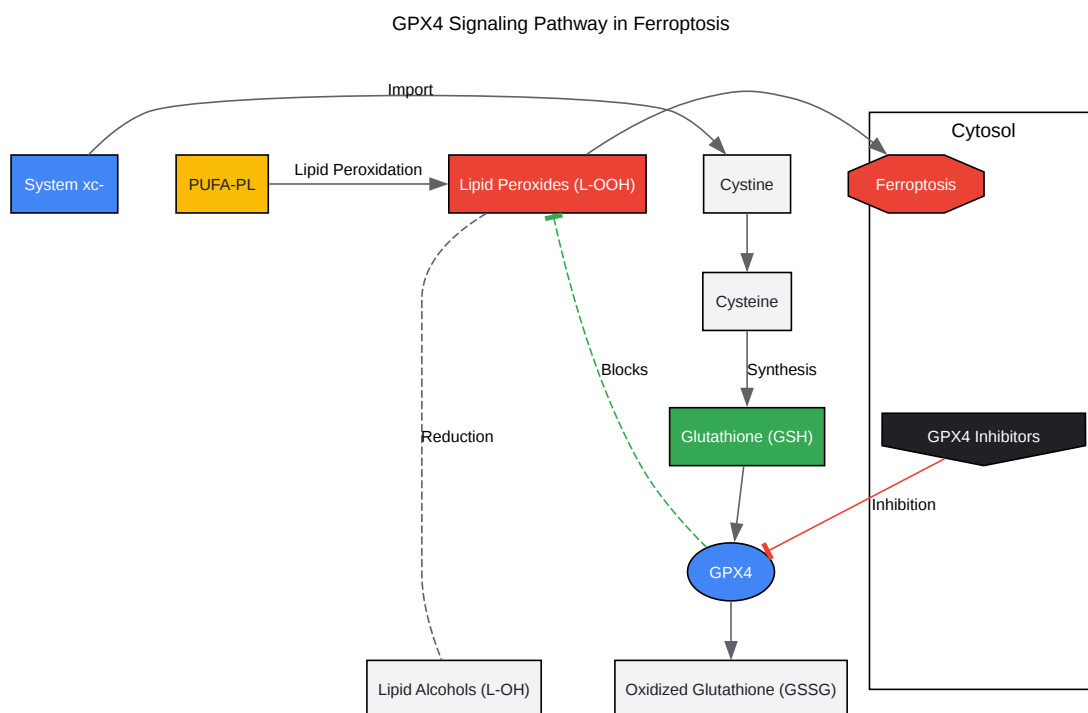 GPX4 Signaling Pathway in Ferroptosis
Import
Cytosol
System xc-
PUFA-PL
Lipid Peroxidation
Lipid Peroxides (L-OOH)
Cystine
Ferroptosis
Cysteine
Blocks
Synthesis
Reduction
Glutathione (GSH)
GPX4 Inhibitors
Inhibition
GPX4
Lipid Alcohols (L-OH)
Oxidized Glutathione (GSSG)